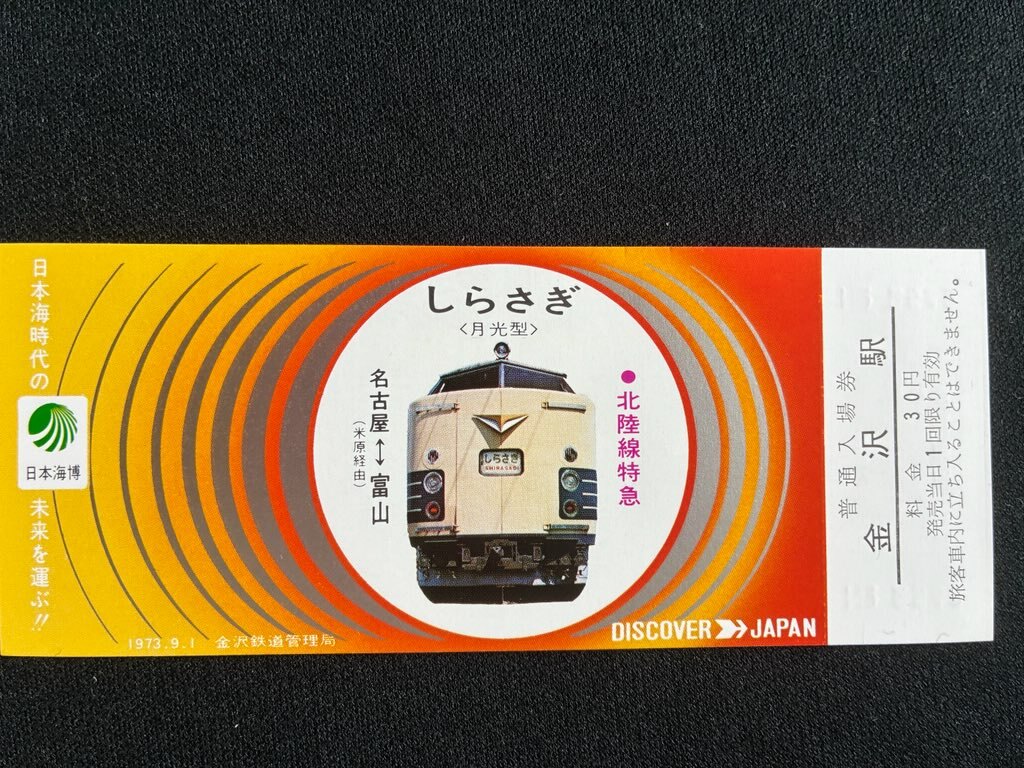 日本海時代の
日本海博
未来を運ぶ!!
1973.9.1 金沢鉄道管理局
しらさぎ
<月光型>
名古屋↔富山
(米原経由)
しらさぎ
SHIRASAGI
●北陸線特急
DISCOVER JAPAN
普通入場券
金沢駅
料金 30円
発売当日1回限り有効
旅客車内に立ち入ることはできません。